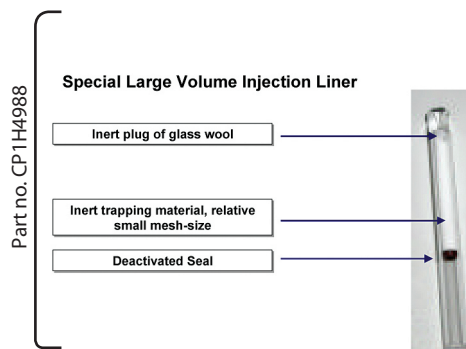 Part no. CP1H4988
Special Large Volume Injection Liner
Inert plug of glass wool
Inert trapping material, relative
small mesh-size
Deactivated Seal